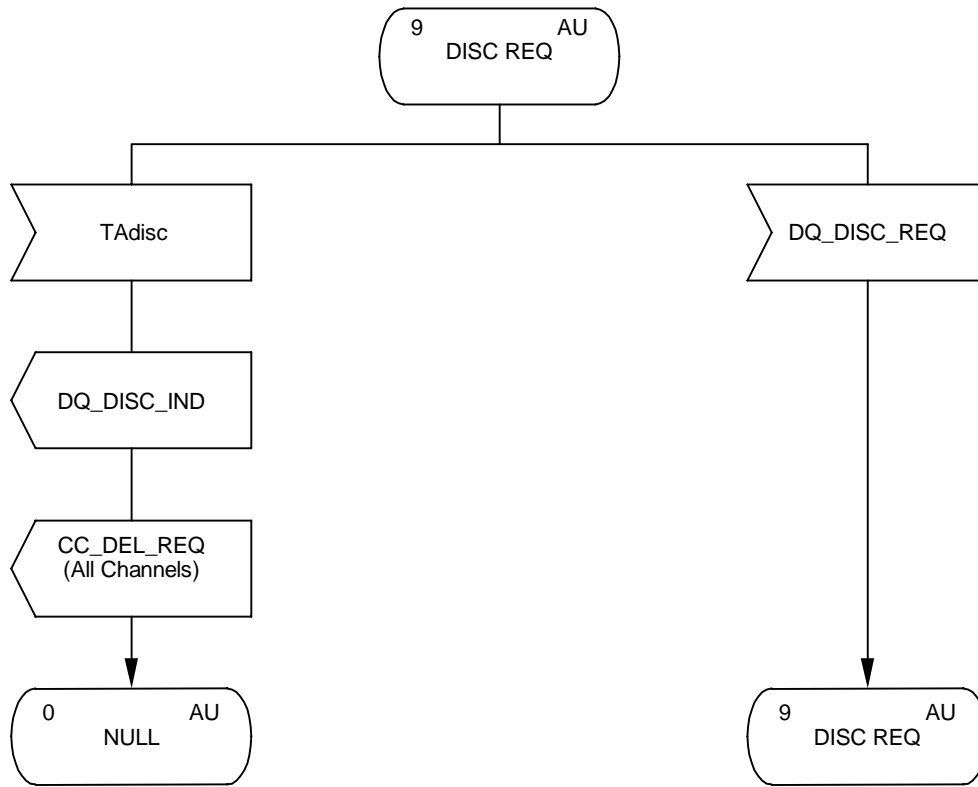 9 AU
DISC REQ
TAdisc
DQ_DISC_REQ
DQ_DISC_IND
CC_DEL_REQ
(All Channels)
0 AU
NULL
9 AU
DISC REQ